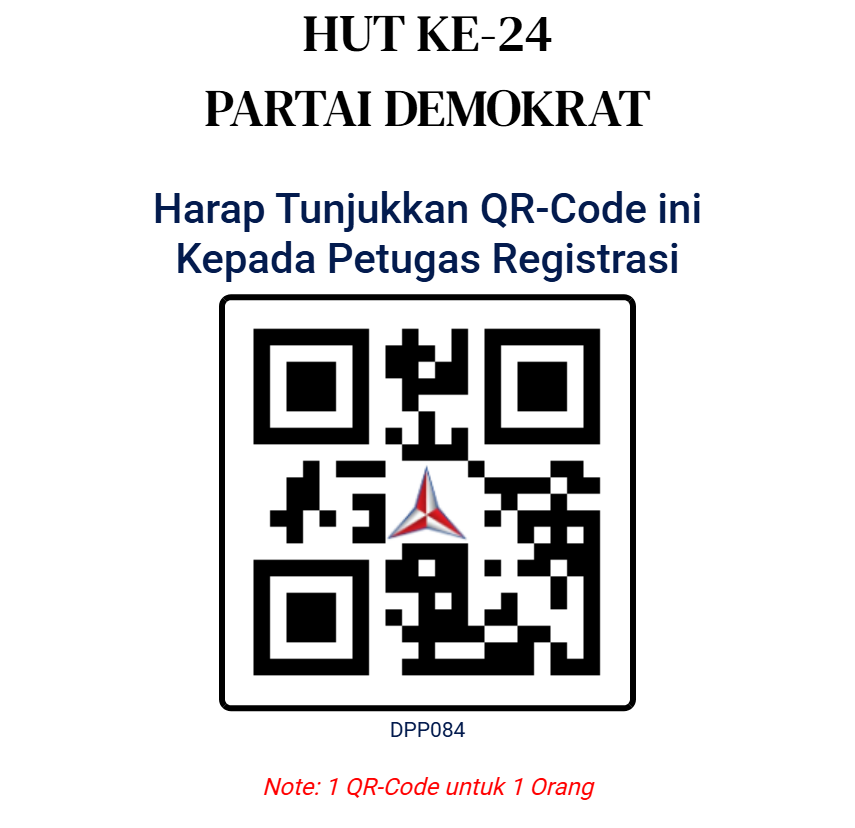 HUT KE-24
PARTAI DEMOKRAT
Harap Tunjukkan QR-Code ini
Kepada Petugas Registrasi
DPP084
Note: 1 QR-Code untuk 1 Orang